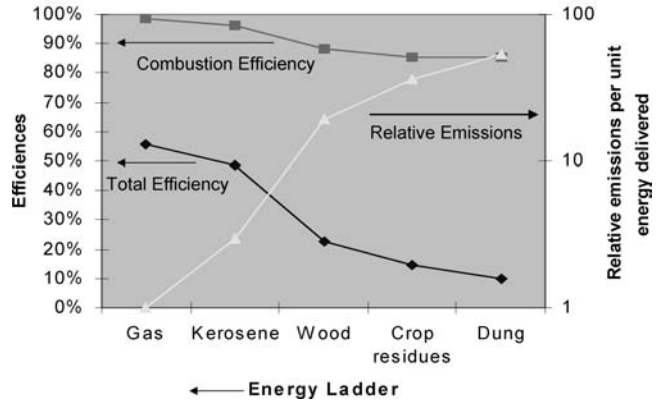 100%
90%
80%
70%
60%
50%
40%
30%
20%
10%
0%
Efficiences
Combustion Efficiency
Total Efficiency
Relative Emissions
100
10
1
Relative emissions per unit
energy delivered
Gas Kerosene Wood Crop Dung
residues
Energy Ladder